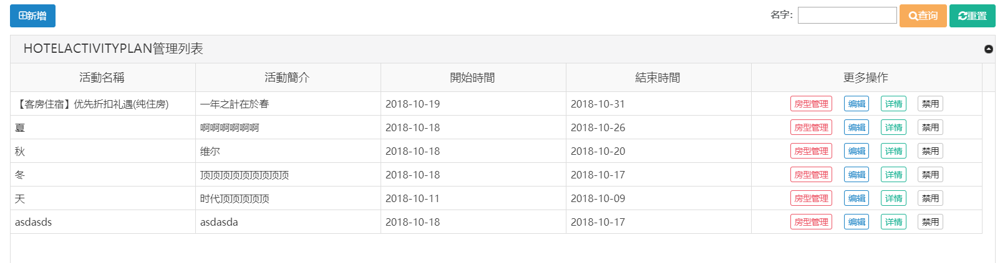 新增 名字： 查询 重置
HOTELACTIVITYPLAN管理列表
活動名稱 活動簡介 開始時間 結束時間 更多操作
【客房住宿】优先折扣礼遇(纯住房) 一年之計在於春 2018-10-19 2018-10-31 房型管理 编辑 详情 禁用
夏 啊啊啊啊啊啊 2018-10-18 2018-10-26 房型管理 编辑 详情 禁用
秋 维尔 2018-10-18 2018-10-20 房型管理 编辑 详情 禁用
冬 顶顶顶顶顶顶顶顶顶 2018-10-18 2018-10-17 房型管理 编辑 详情 禁用
天 时代顶顶顶顶顶 2018-10-11 2018-10-09 房型管理 编辑 详情 禁用
asdasds asdasda 2018-10-18 2018-10-17 房型管理 编辑 详情 禁用